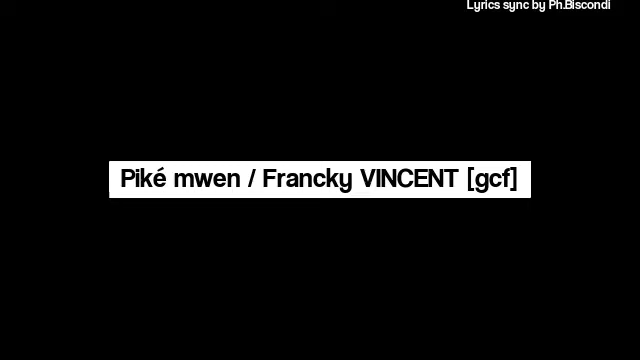 Lyrics sync by Ph.Biscondi
Piké mwen / Francky VINCENT [gcf]